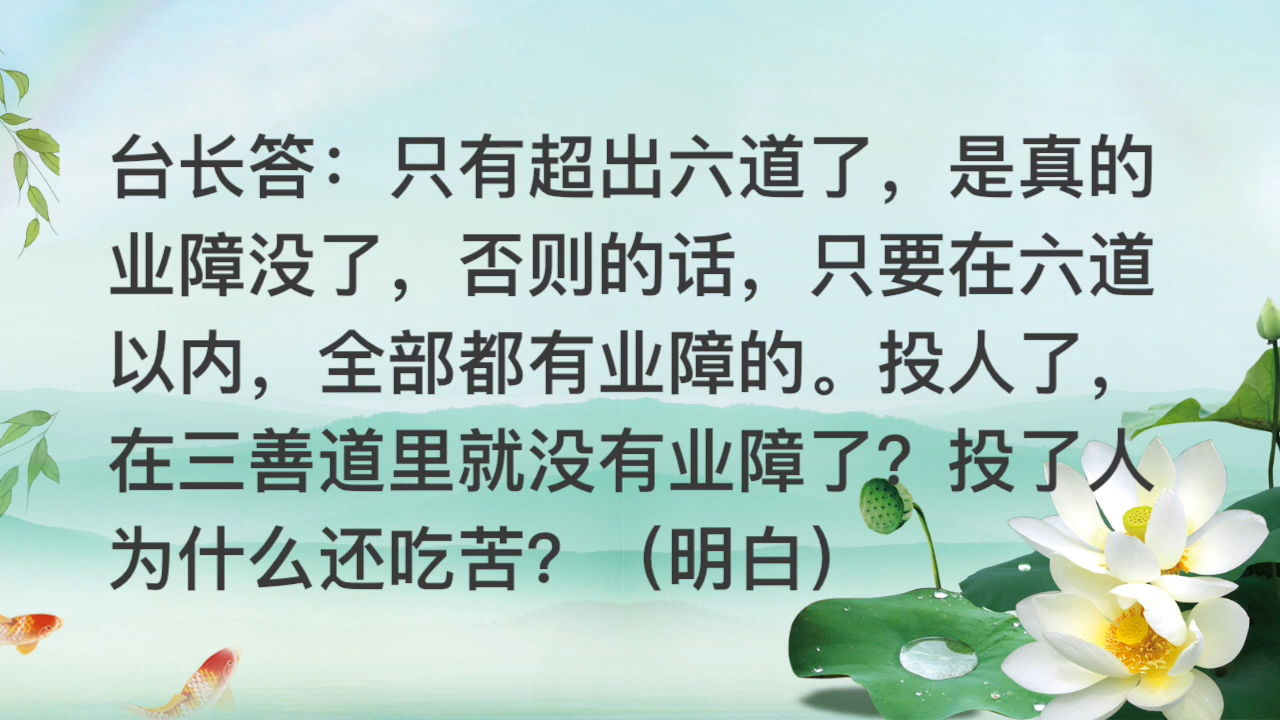 台长答：只有超出六道了，是真的
业障没了，否则的话，只要在六道
以内，全部都有业障的。投人了，
在三善道里就没有业障了？投了人
为什么还吃苦？（明白）